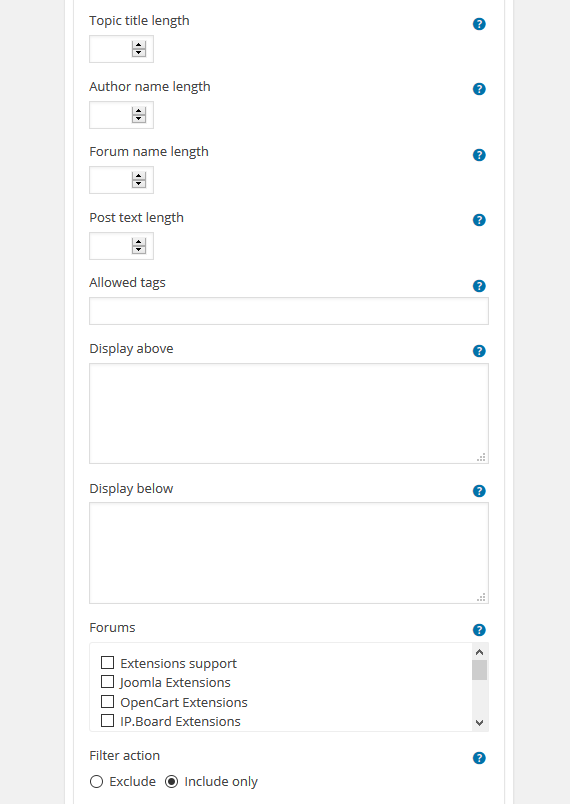 Topic title length
?
Author name length
?
Forum name length
?
Post text length
?
Allowed tags
?
Display above
?
Display below
?
Forums
?
Extensions support
Joomla Extensions
OpenCart Extensions
IP.Board Extensions
Filter action
?
Exclude Include only